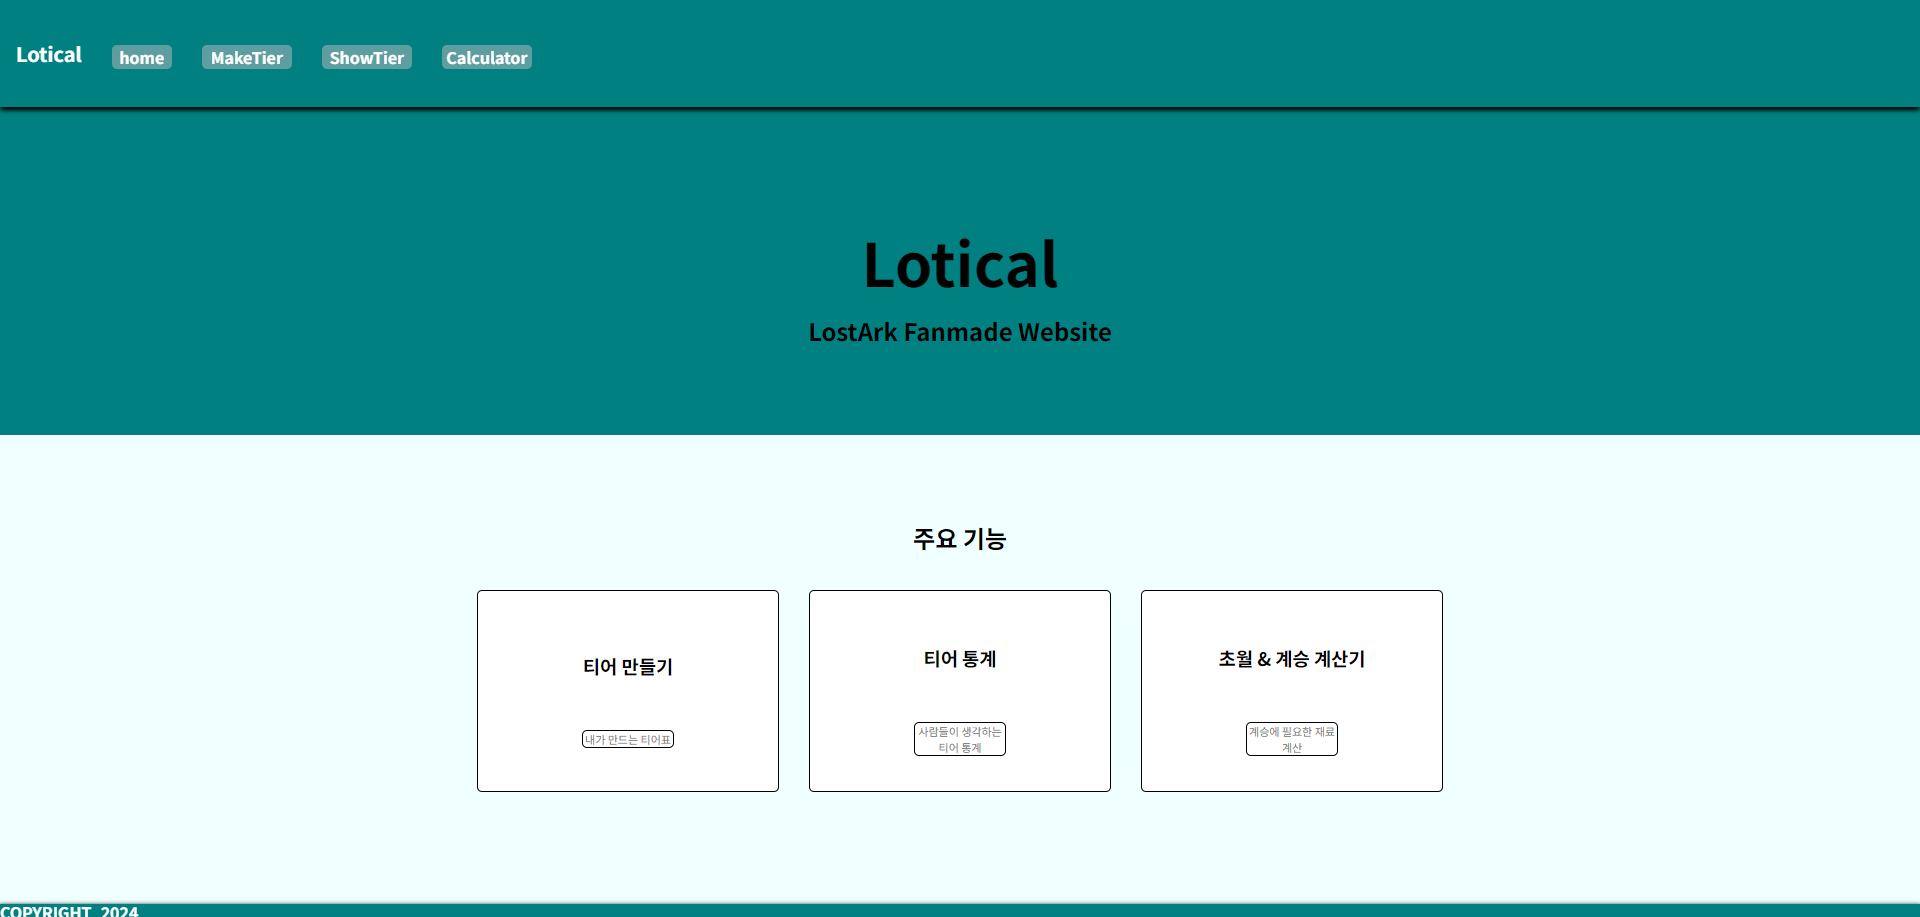 Lotical home MakeTier ShowTier Calculator
Lotical
LostArk Fanmade Website
주요 기능
티어 만들기
내가 만드는 티어표
티어 통계
사람들이 생각하는
티어 통계
초월 & 계승 계산기
계승에 필요한 재료
계산
COPYRIGHT_2024